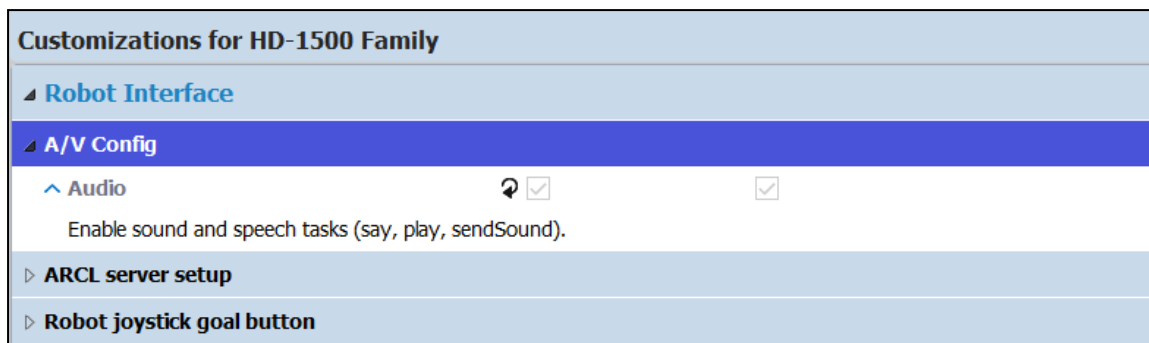 Customizations for HD-1500 Family
Robot Interface
A/V Config
Audio
Enable sound and speech tasks (say, play, sendSound).
ARCL server setup
Robot joystick goal button